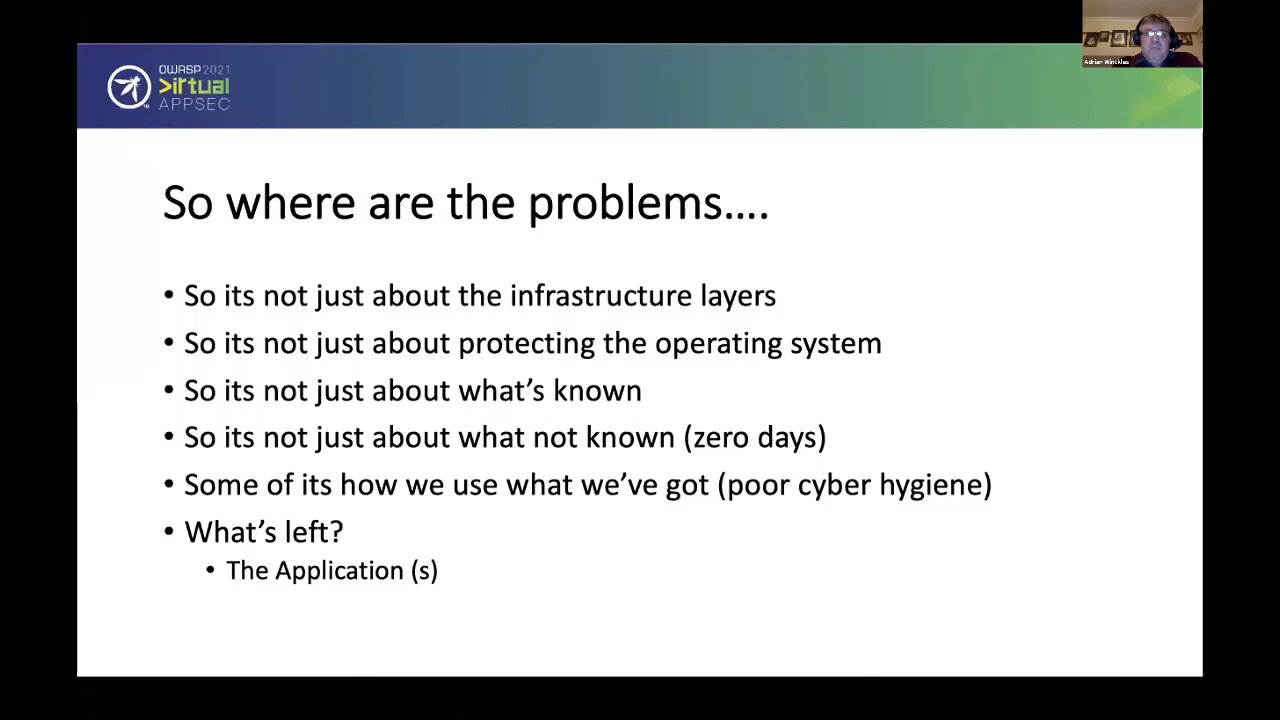 OWASP 2021
Virtual
APPSEC
Adrian Winckles
So where are the problems....
• So its not just about the infrastructure layers
• So its not just about protecting the operating system
• So its not just about what’s known
• So its not just about what not known (zero days)
• Some of its how we use what we’ve got (poor cyber hygiene)
• What’s left?
• The Application (s)